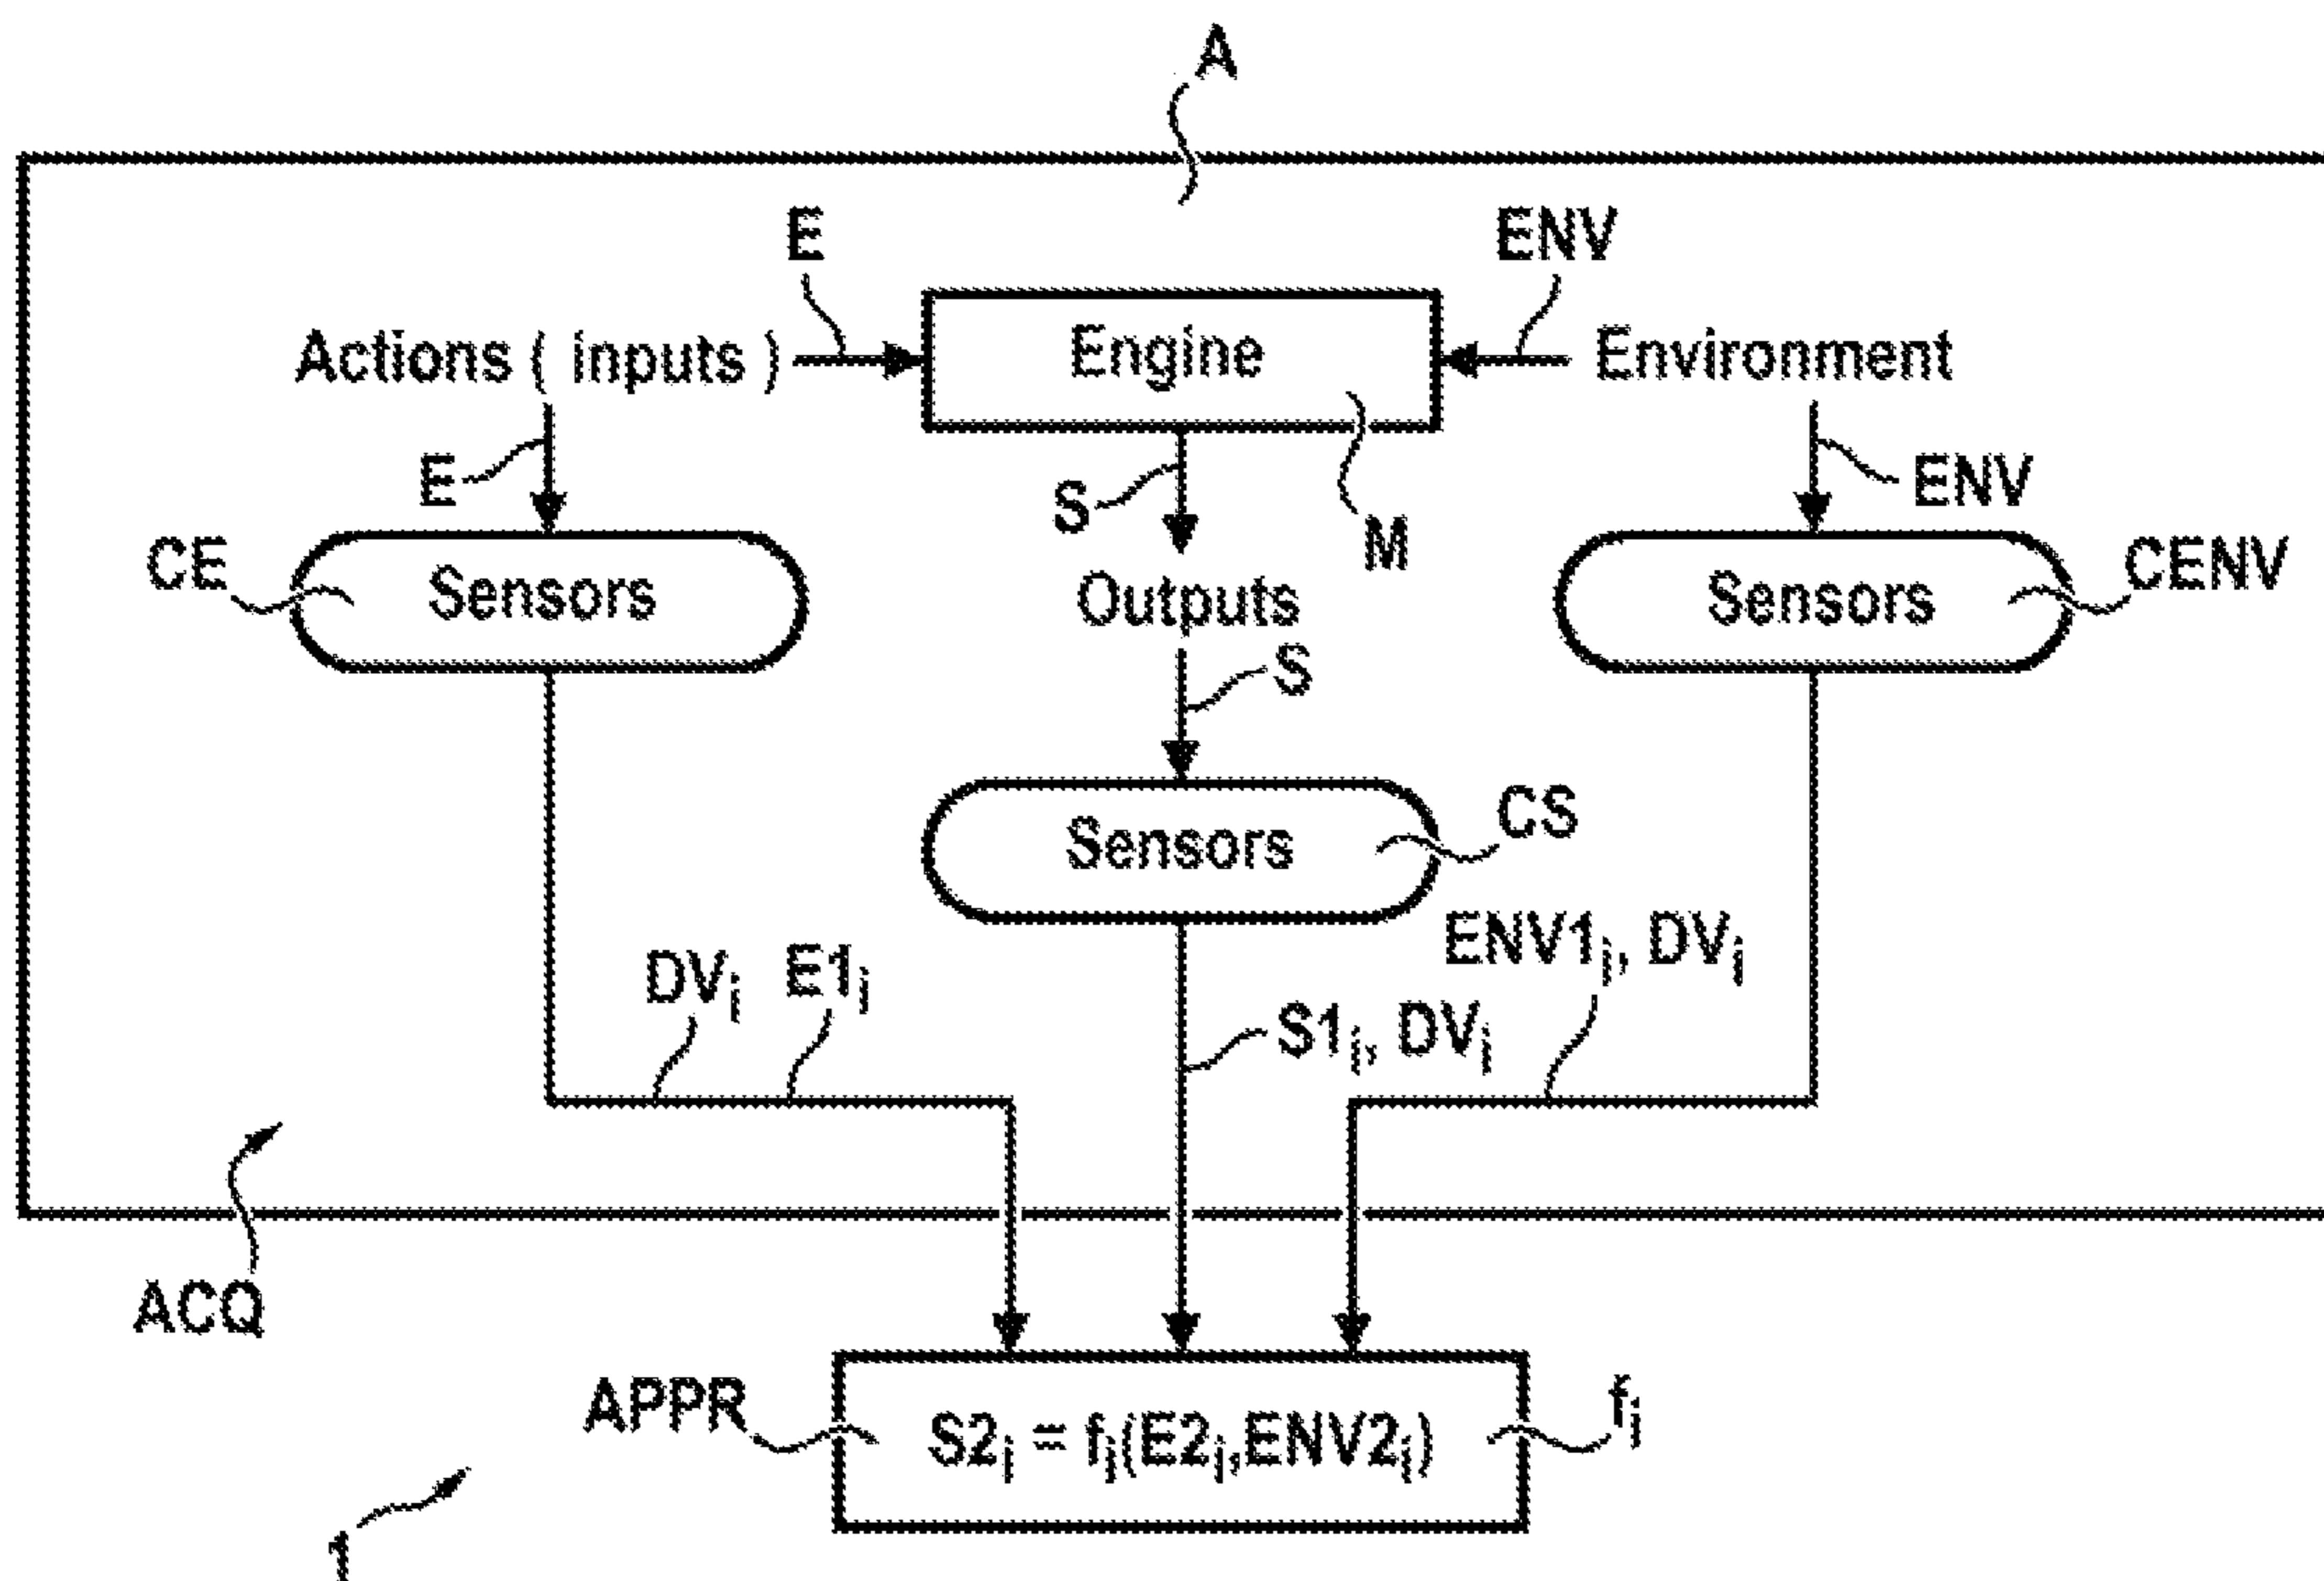 A
E
ENV
Actions ( inputs )
Engine
Environment
E
S
M
ENV
CE
Sensors
Outputs
Sensors
CENV
S
Sensors
CS
DVi
E1i
ENV1i, DVi
S1i, DVi
ACQ
APPR
S2i = fi(E2i,ENV2i)
fi
1